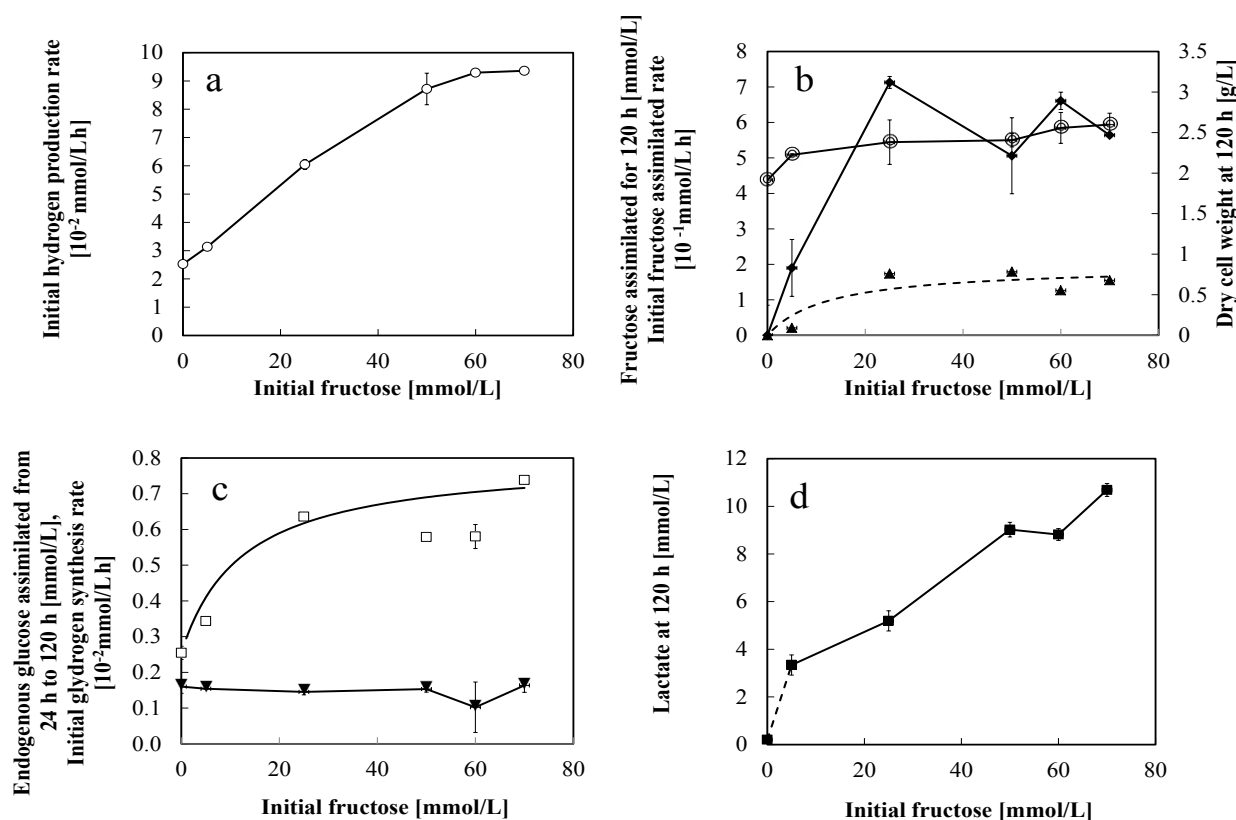 a
Initial hydrogen production rate
[10-2 mmol/L h]
10
9
8
7
6
5
4
3
2
1
0
0 20 40 60 80
Initial fructose [mmol/L]
b
Fructose assimilated for 120 h [mmol/L]
Initial fructose assimilated rate
[10 -1mmol/L h]
8
7
6
5
4
3
2
1
0
3.5
3
2.5
2
1.5
1
0.5
0
Dry cell weight at 120 h [g/L]
0 20 40 60 80
Initial fructose [mmol/L]
c
Endogenous glucose assimilated from
24 h to 120 h [mmol/L],
Initial glydrogen synthesis rate
[10-2mmol/L h]
0.8
0.7
0.6
0.5
0.4
0.3
0.2
0.1
0.0
0 20 40 60 80
Initial fructose [mmol/L]
d
Lactate at 120 h [mmol/L]
12
10
8
6
4
2
0
0 20 40 60 80
Initial fructose [mmol/L]